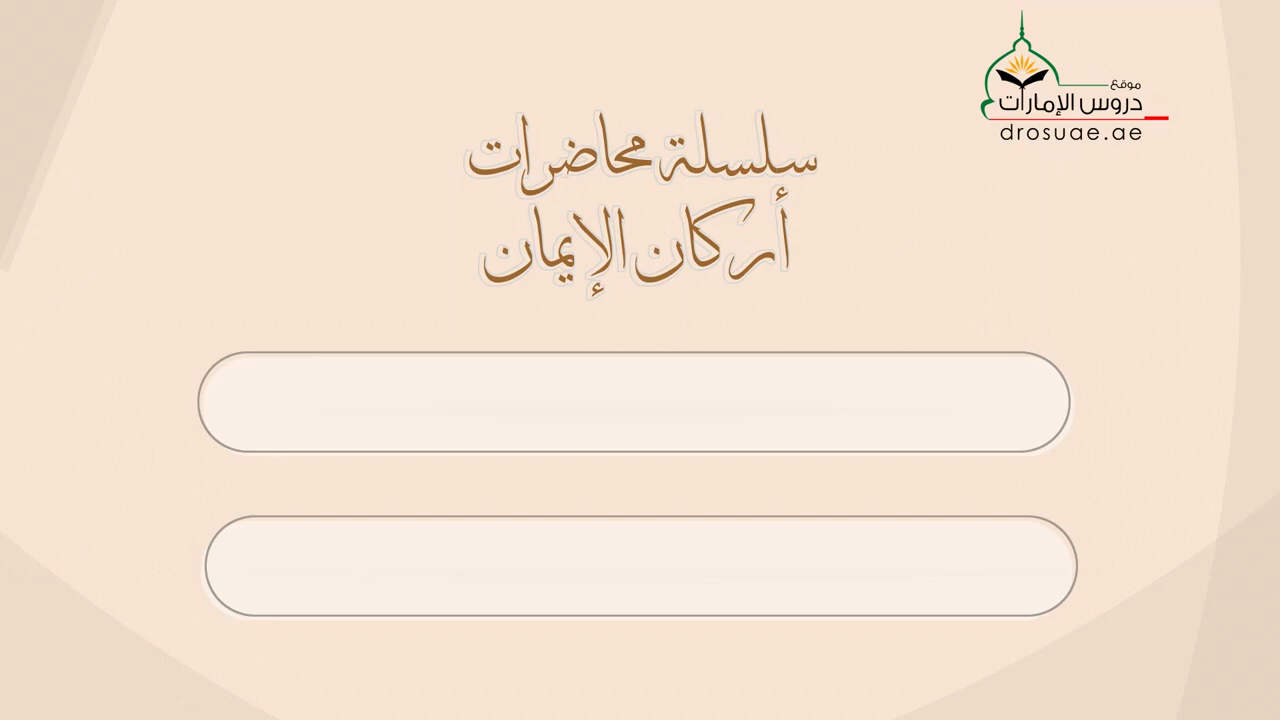 موقع
دروس الإمارات
drosuae.ae
سلسلة محاضرات
أركان الإيمان